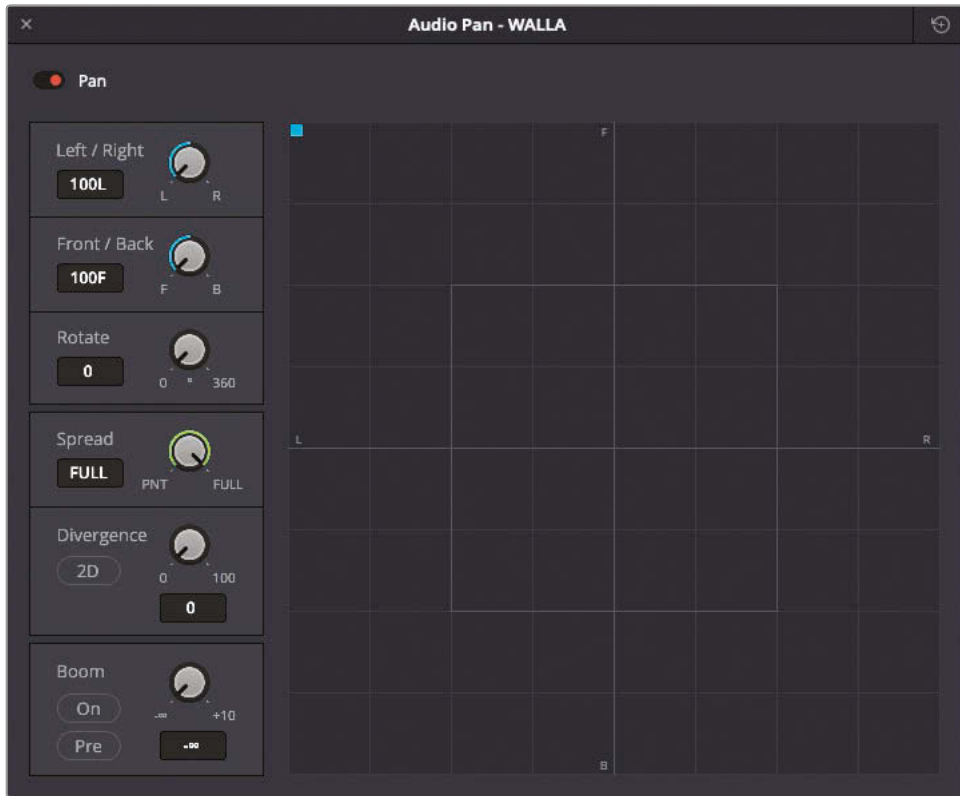 Audio Pan - WALLA
Pan
Left / Right
100L
L R
Front / Back
100F
F B
Rotate
0
0 ° 360
Spread
FULL
PNT FULL
Divergence
2D
0 100
0
Boom
On
-∞ +10
Pre
-∞
F
L R
B